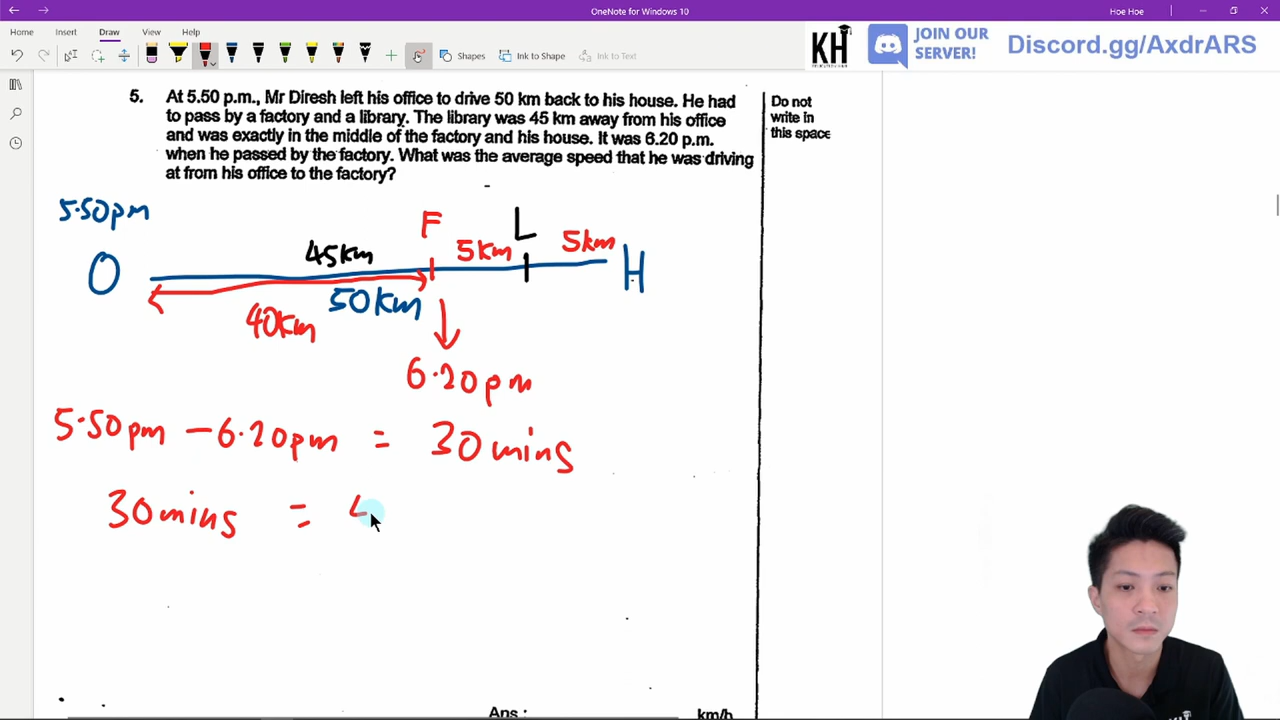 OneNote for Windows 10
Hoe Hoe
Home Insert Draw View Help
Shapes Ink to Shape Ink to Text
KH JOIN OUR SERVER! Discord.gg/AxdrARS
5. At 5.50 p.m., Mr Diresh left his office to drive 50 km back to his house. He had
to pass by a factory and a library. The library was 45 km away from his office
and was exactly in the middle of the factory and his house. It was 6.20 p.m.
when he passed by the factory. What was the average speed that he was driving
at from his office to the factory?
Do not
write in
this space
5.50pm
F L
45km 5km 5km
O H
50km
40km
6.20pm
5.50pm - 6.20pm = 30mins
30mins =
Ans : km/h